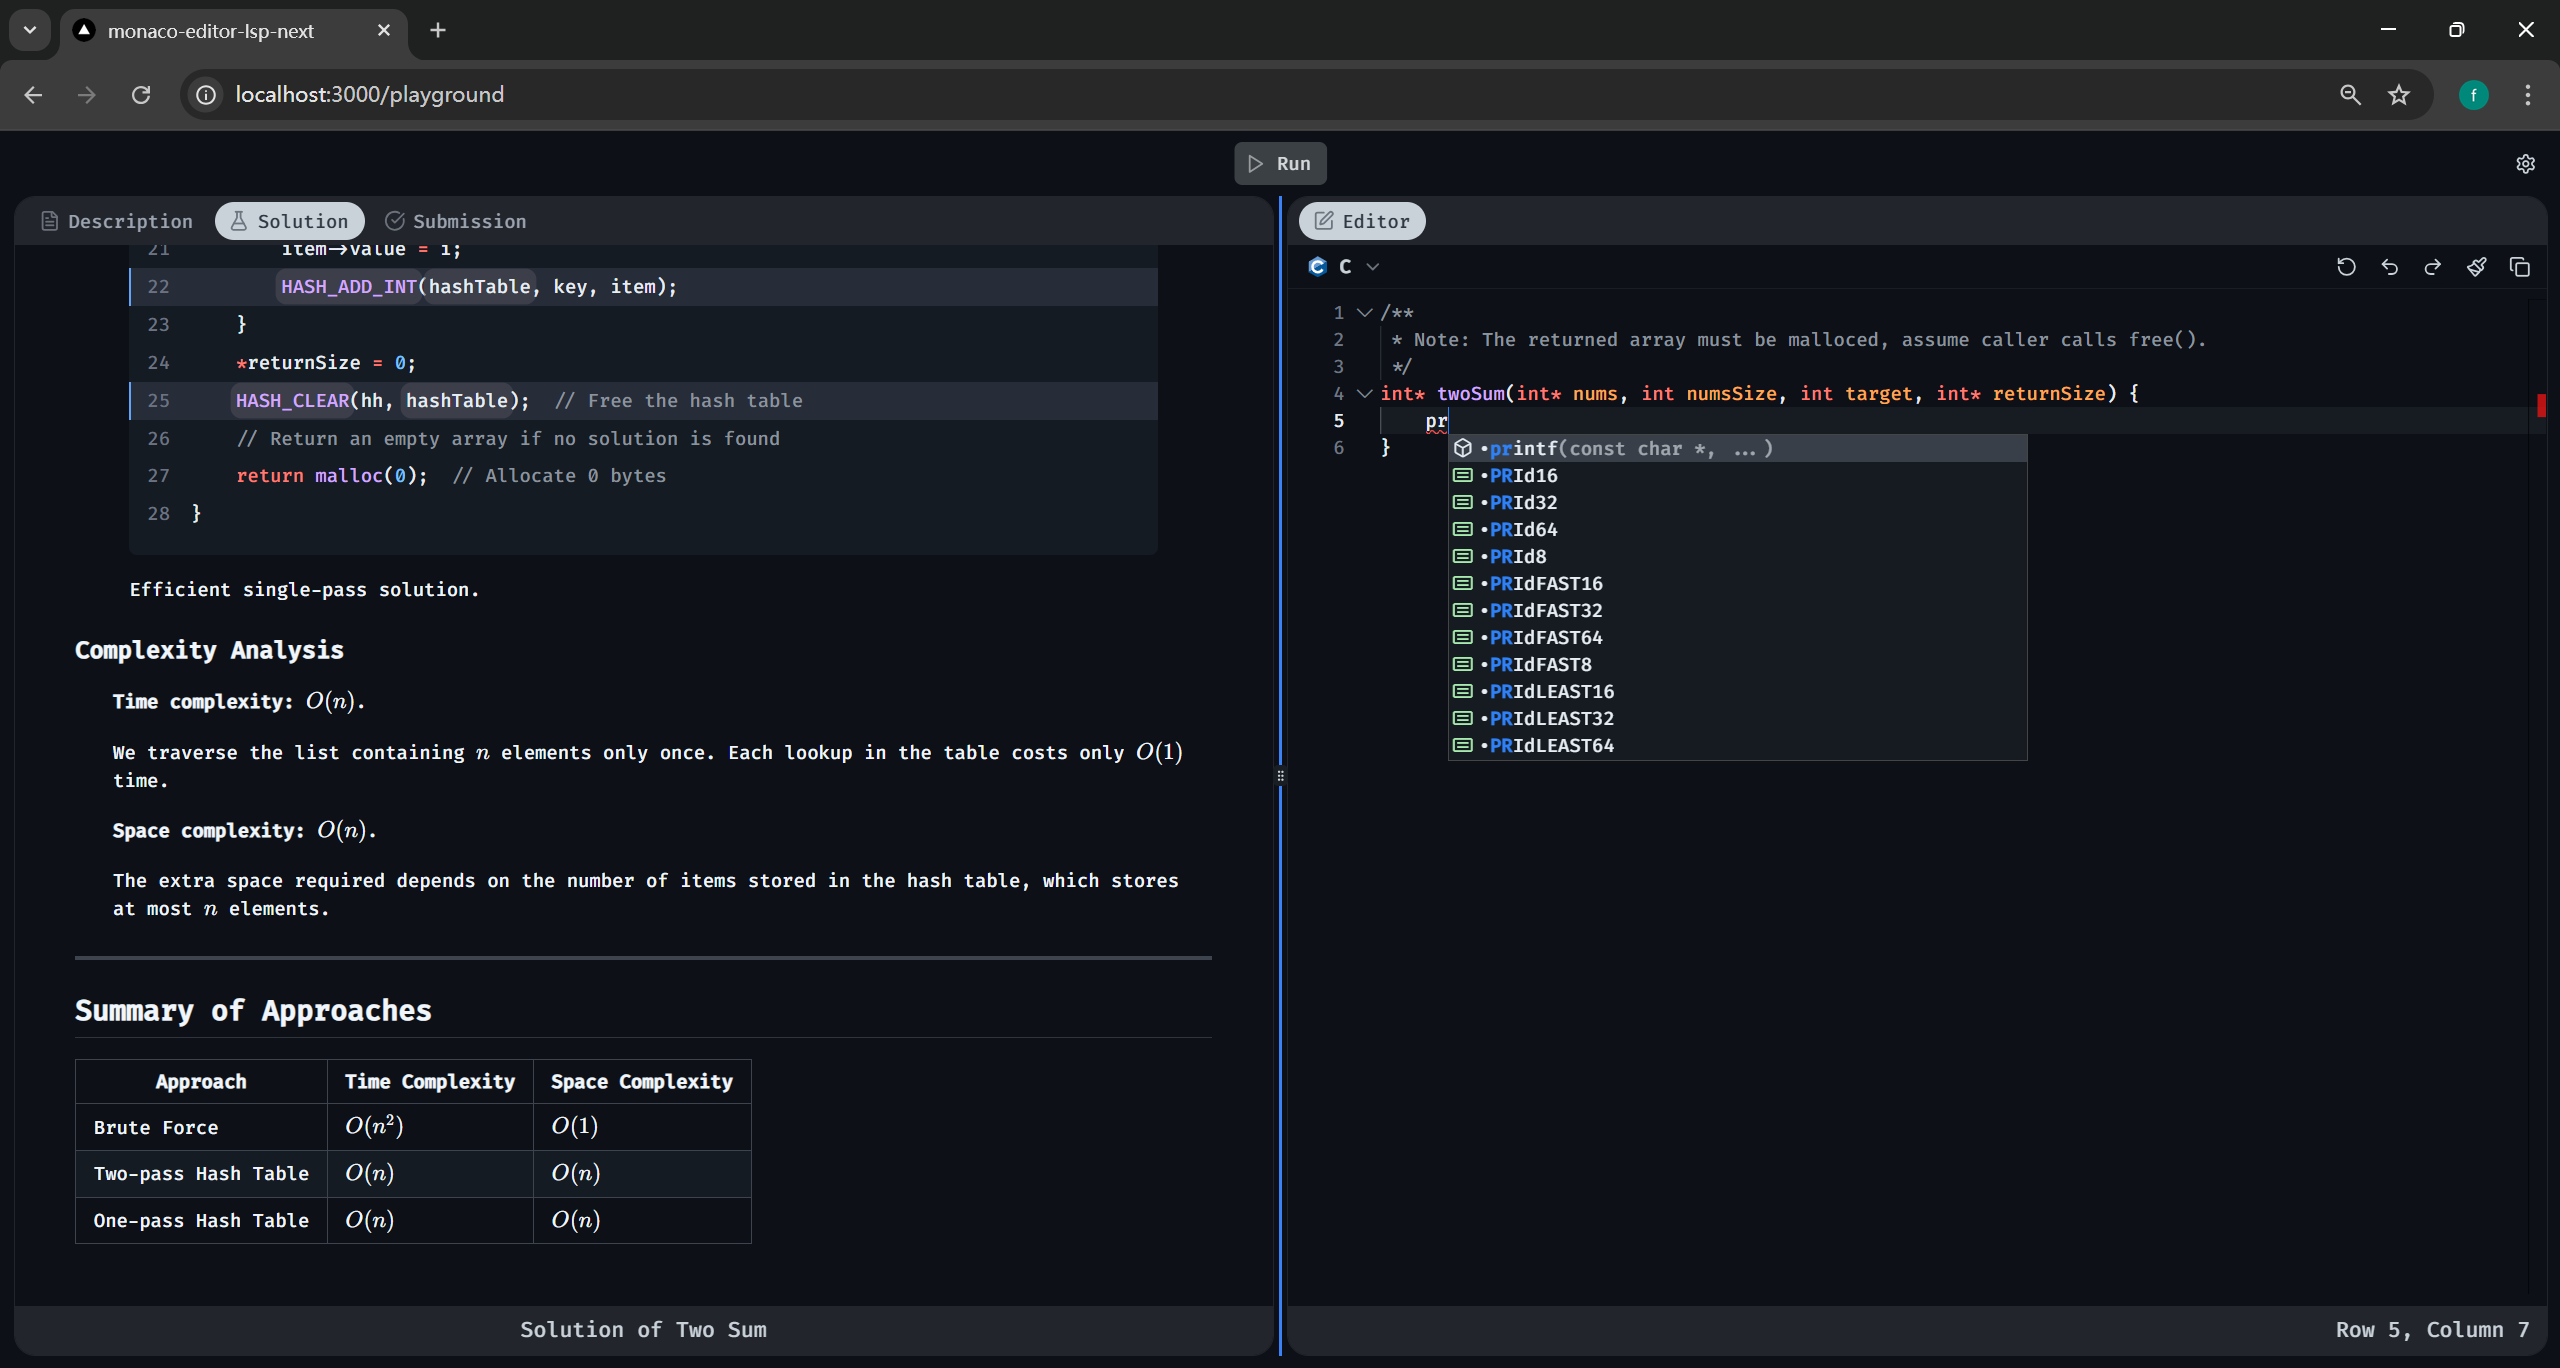 monaco-editor-lsp-next
localhost:3000/playground
f
Run
Description
Solution
Submission
21 item->value = i;
22 HASH_ADD_INT(hashTable, key, item);
23 }
24 *returnSize = 0;
25 HASH_CLEAR(hh, hashTable);  // Free the hash table
26 // Return an empty array if no solution is found
27 return malloc(0);  // Allocate 0 bytes
28 }
Efficient single-pass solution.
Complexity Analysis
Time complexity: O(n).
We traverse the list containing n elements only once. Each lookup in the table costs only O(1)
time.
Space complexity: O(n).
The extra space required depends on the number of items stored in the hash table, which stores
at most n elements.
Summary of Approaches
Approach Time Complexity Space Complexity
Brute Force O(n²) O(1)
Two-pass Hash Table O(n) O(n)
One-pass Hash Table O(n) O(n)
Solution of Two Sum
Editor
C C
1 /**
2 * Note: The returned array must be malloced, assume caller calls free().
3 */
4 int* twoSum(int* nums, int numsSize, int target, int* returnSize) {
5 pr
6 }
•printf(const char *, ...)
•PRId16
•PRId32
•PRId64
•PRId8
•PRIdFAST16
•PRIdFAST32
•PRIdFAST64
•PRIdFAST8
•PRIdLEAST16
•PRIdLEAST32
•PRIdLEAST64
Row 5, Column 7